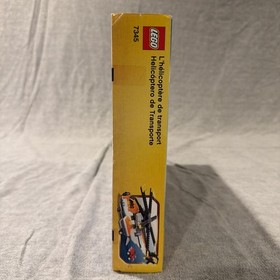 LEGO
7345
L'hélicoptère de transport
Helicóptero de Transporte